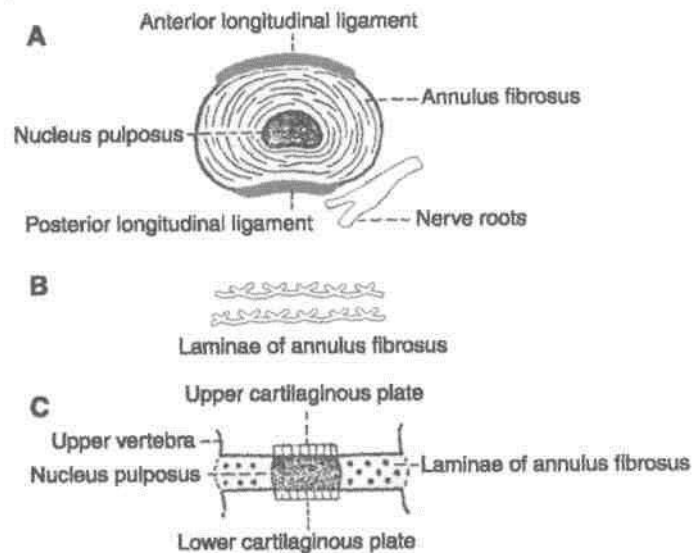 A
Anterior longitudinal ligament
Annulus fibrosus
Nucleus pulposus
Posterior longitudinal ligament
Nerve roots
B
Laminae of annulus fibrosus
C
Upper cartilaginous plate
Upper vertebra
Nucleus pulposus
Laminae of annulus fibrosus
Lower cartilaginous plate